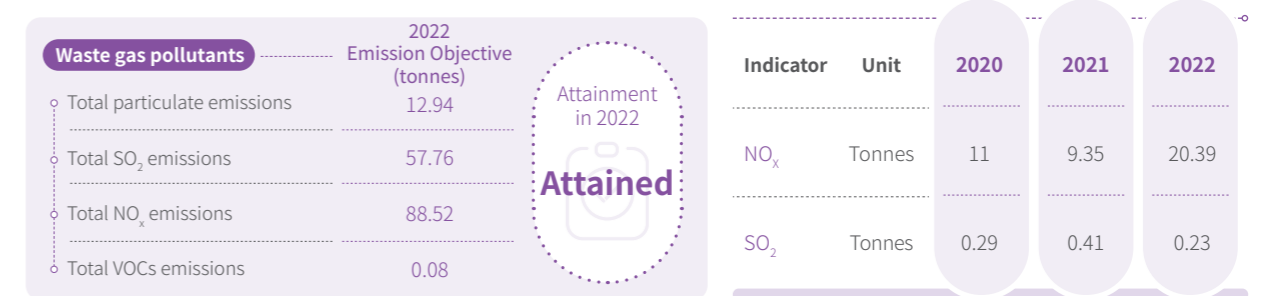 Waste gas pollutants
2022
Emission Objective
(tonnes)
Total particulate emissions 12.94
Total SO₂ emissions 57.76
Total NOₓ emissions 88.52
Total VOCs emissions 0.08
Attainment
in 2022
Attained
Indicator Unit 2020 2021 2022
NOₓ Tonnes 11 9.35 20.39
SO₂ Tonnes 0.29 0.41 0.23